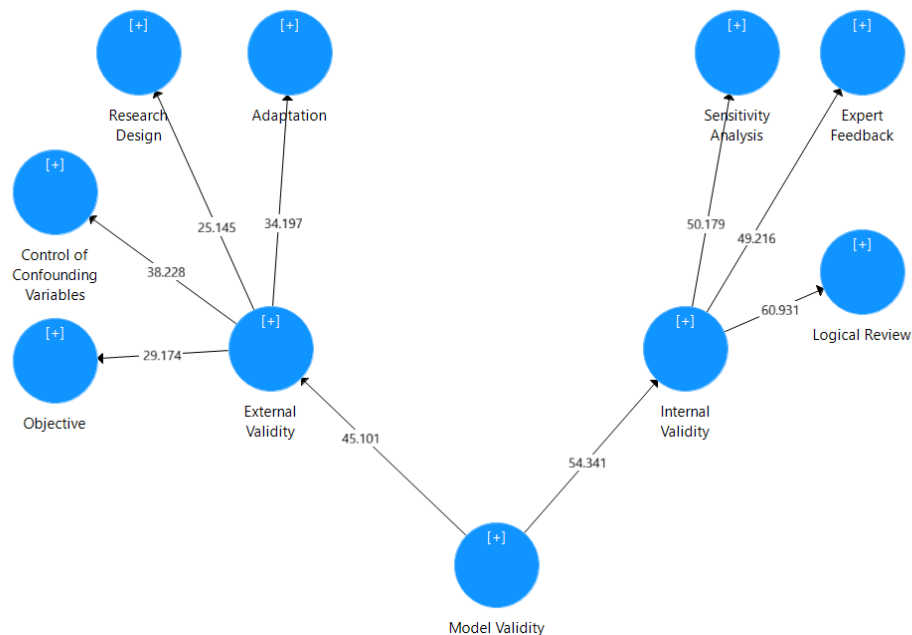 [+]
Research
Design
[+]
Adaptation
[+]
Sensitivity
Analysis
[+]
Expert
Feedback
[+]
Control of
Confounding
Variables
25.145
34.197
50.179
49.216
[+]
Logical Review
38.228
60.931
[+]
Objective
29.174
[+]
External
Validity
[+]
Internal
Validity
45.101
54.341
[+]
Model Validity